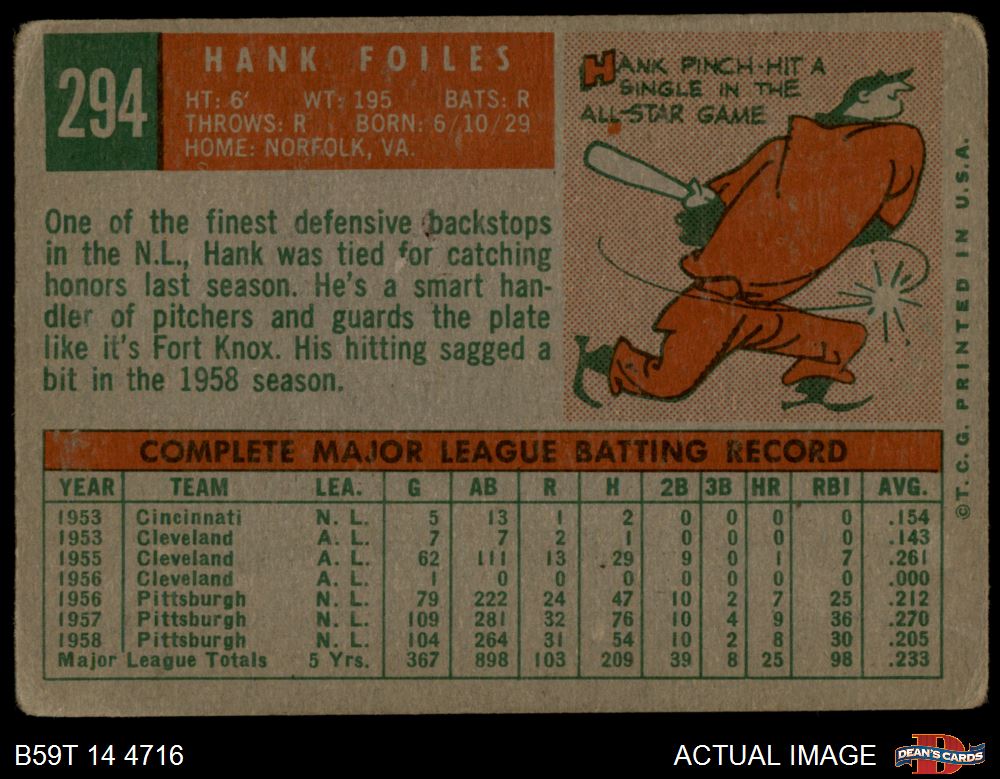 294
HANK FOILES
HT: 6' WT: 195 BATS: R
THROWS: R BORN: 6/10/29
HOME: NORFOLK, VA.
HANK PINCH-HIT A
SINGLE IN THE
ALL-STAR GAME
One of the finest defensive backstops
in the N.L., Hank was tied for catching
honors last season. He's a smart han-
dler of pitchers and guards the plate
like it's Fort Knox. His hitting sagged a
bit in the 1958 season.
©T.C.G. PRINTED IN U.S.A.
COMPLETE MAJOR LEAGUE BATTING RECORD
YEAR TEAM LEA. G AB R H 2B 3B HR RBI AVG.
1953 Cincinnati N. L. 5 13 1 2 0 0 0 0 .154
1953 Cleveland A. L. 7 7 2 1 0 0 0 0 .143
1955 Cleveland A. L. 62 111 13 29 9 0 1 7 .261
1956 Cleveland A. L. 1 0 0 0 0 0 0 0 .000
1956 Pittsburgh N. L. 79 222 24 47 10 2 7 25 .212
1957 Pittsburgh N. L. 109 281 32 76 10 4 9 36 .270
1958 Pittsburgh N. L. 104 264 31 54 10 2 8 30 .205
Major League Totals 5 Yrs. 367 898 103 209 39 8 25 98 .233
B59T 14 4716
ACTUAL IMAGE
DEAN'S CARDS